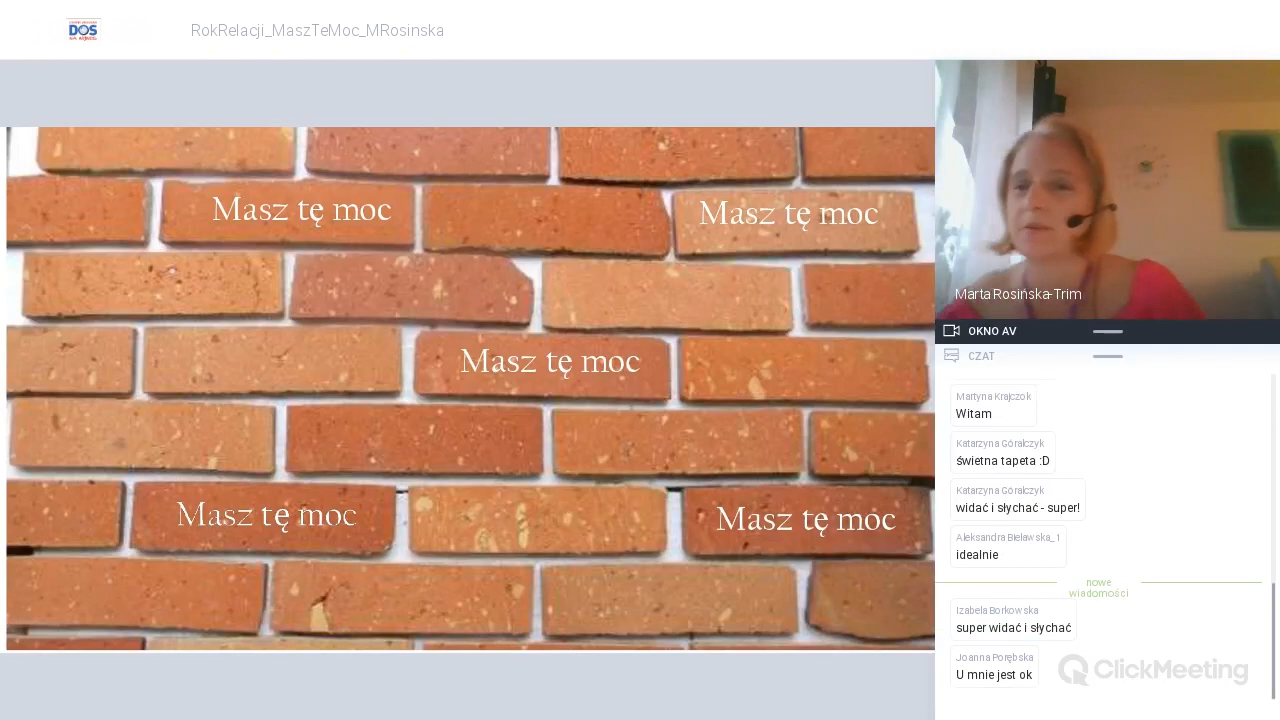 DOS
RokRelacji_MaszTeMoc_MRosinska
Masz tę moc
Masz tę moc
Masz tę moc
Masz tę moc
Masz tę moc
Marta Rosińska-Trim
OKNO AV
CZAT
Martyna Krajczok
Witam
Katarzyna Góralczyk
świetna tapeta :D
Katarzyna Góralczyk
widać i słychać - super!
Aleksandra Bielawska_1
idealnie
nowe
wiadomości
Izabela Borkowska
super widać i słychać
Joanna Porębska
U mnie jest ok
ClickMeeting